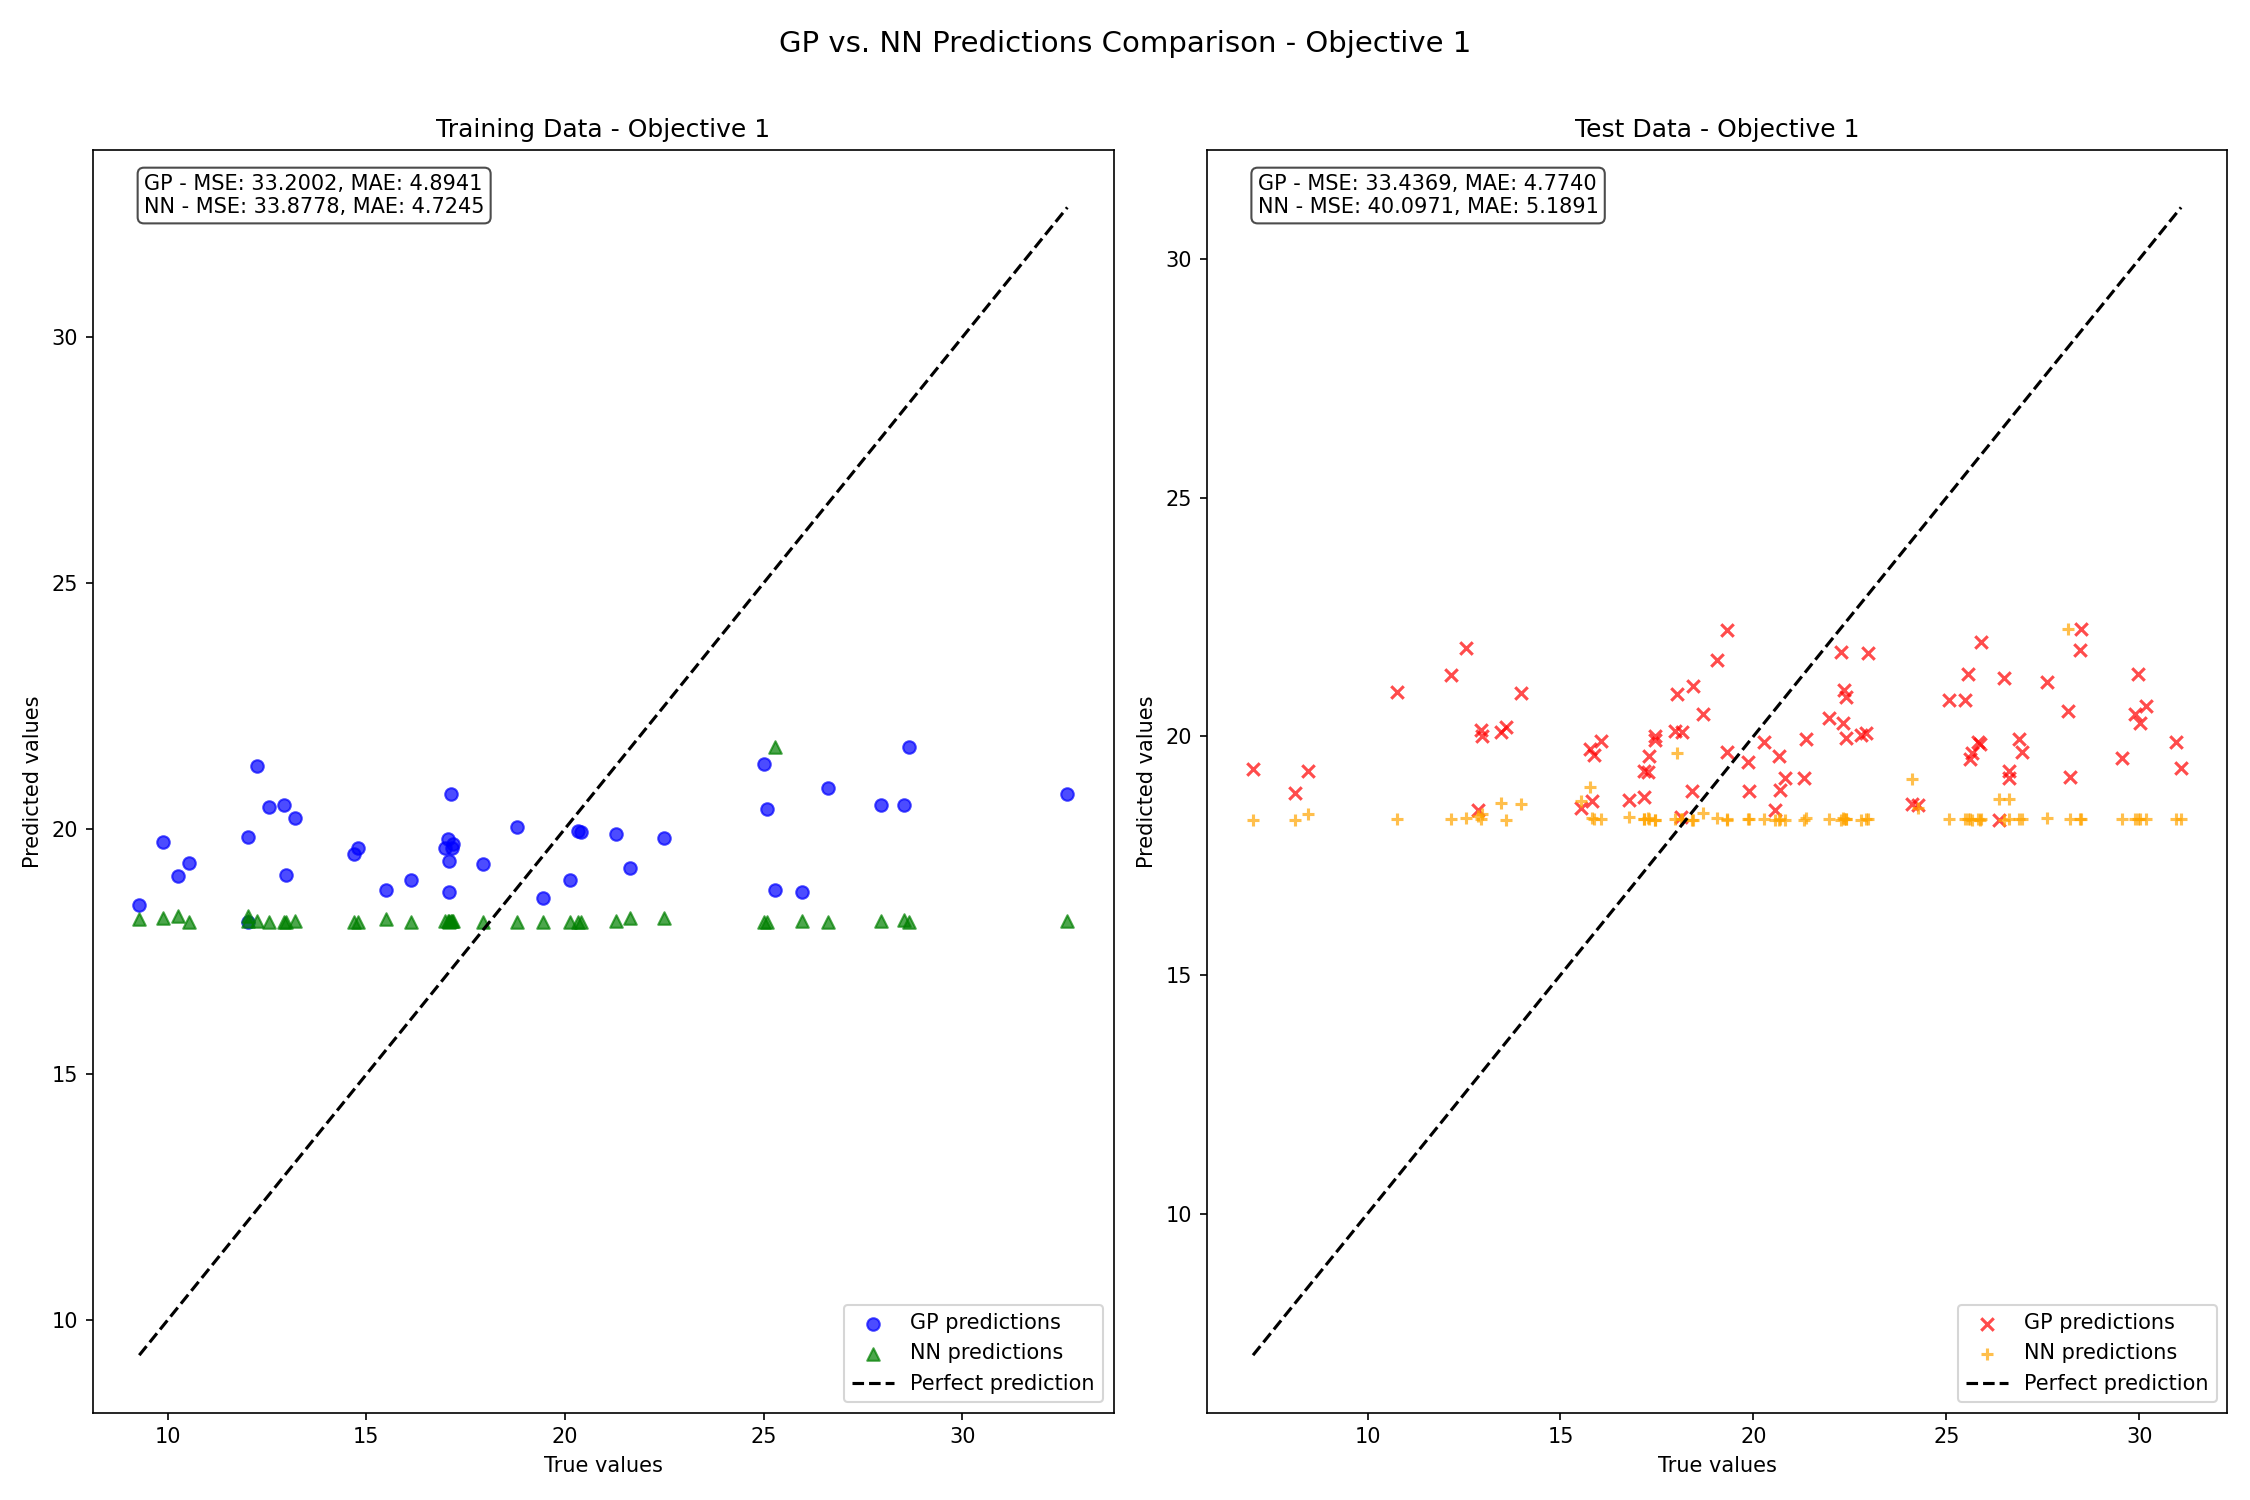 GP vs. NN Predictions Comparison - Objective 1
Training Data - Objective 1
GP - MSE: 33.2002, MAE: 4.8941
NN - MSE: 33.8778, MAE: 4.7245
30
25
20
15
10
Predicted values
10 15 20 25 30
True values
GP predictions
NN predictions
Perfect prediction
Test Data - Objective 1
GP - MSE: 33.4369, MAE: 4.7740
NN - MSE: 40.0971, MAE: 5.1891
30
25
20
15
10
Predicted values
10 15 20 25 30
True values
GP predictions
NN predictions
Perfect prediction